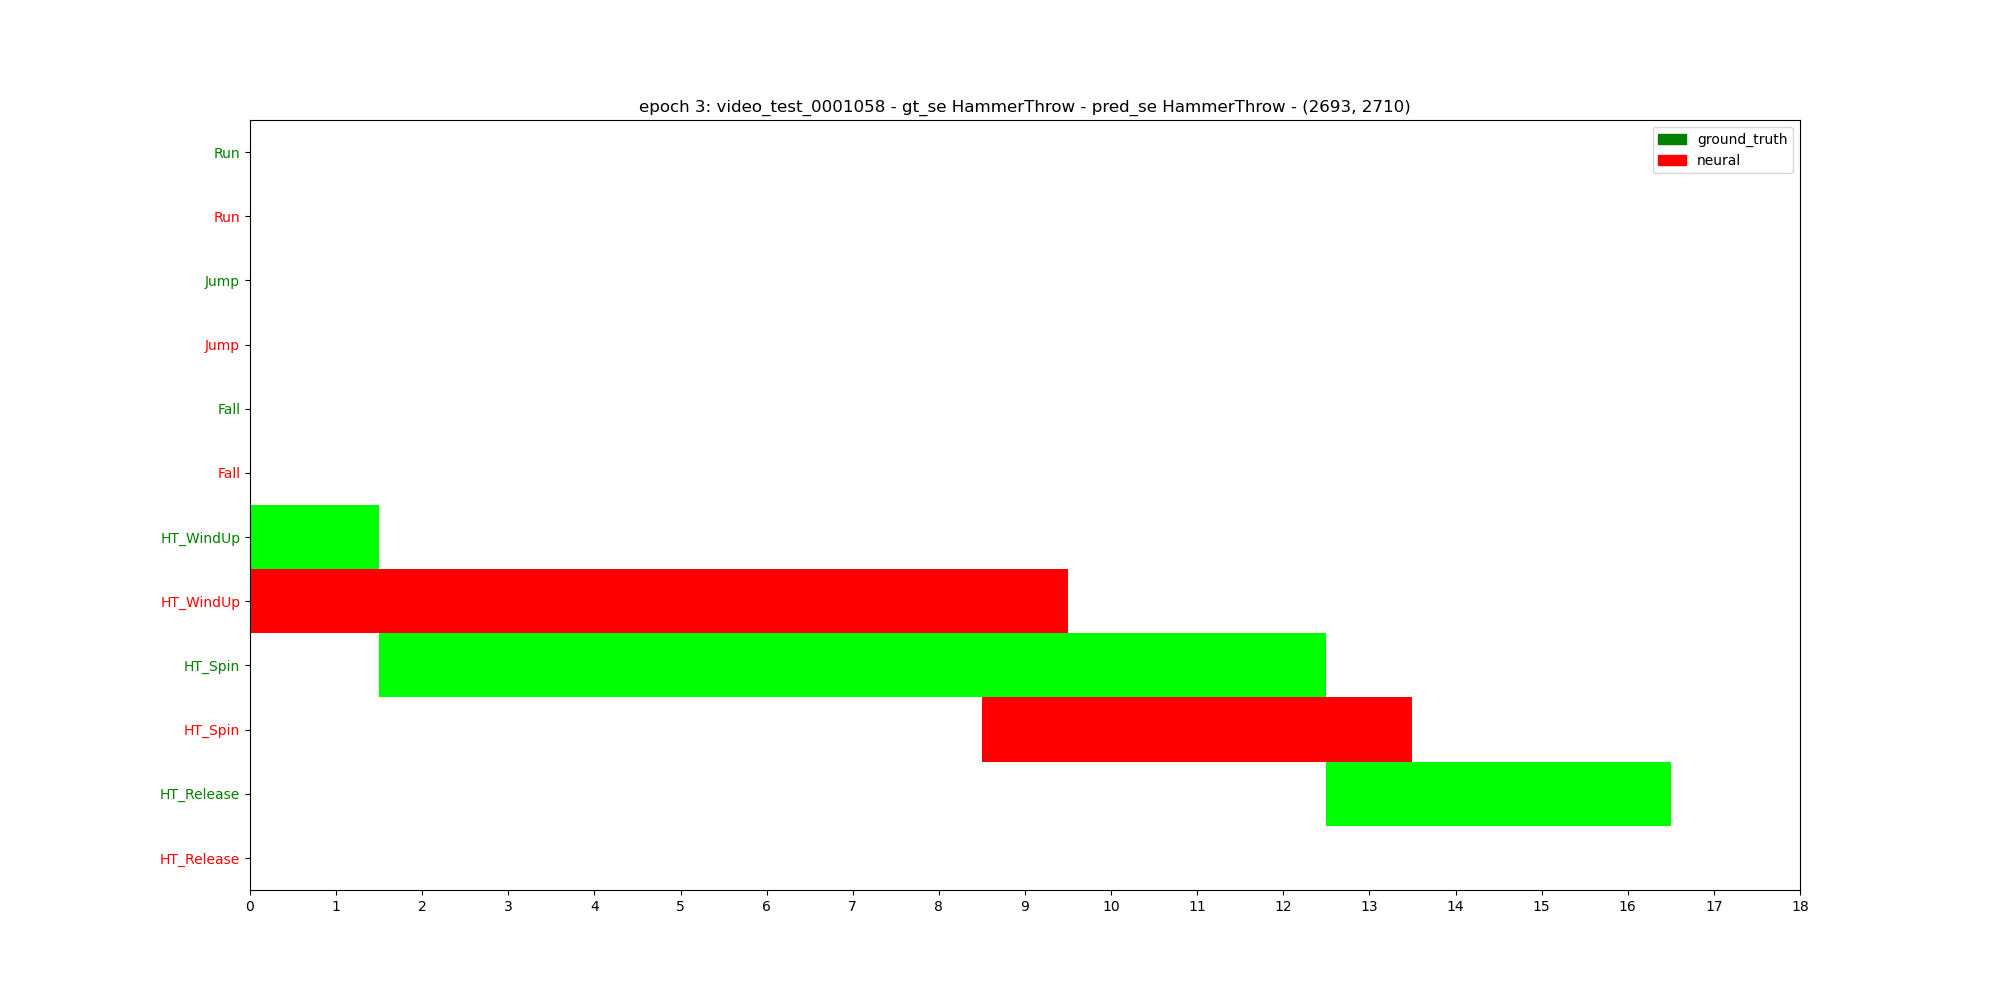 epoch 3: video_test_0001058 - gt_se HammerThrow - pred_se HammerThrow - (2693, 2710)
ground_truth
neural
Run
Run
Jump
Jump
Fall
Fall
HT_WindUp
HT_WindUp
HT_Spin
HT_Spin
HT_Release
HT_Release
0 1 2 3 4 5 6 7 8 9 10 11 12 13 14 15 16 17 18